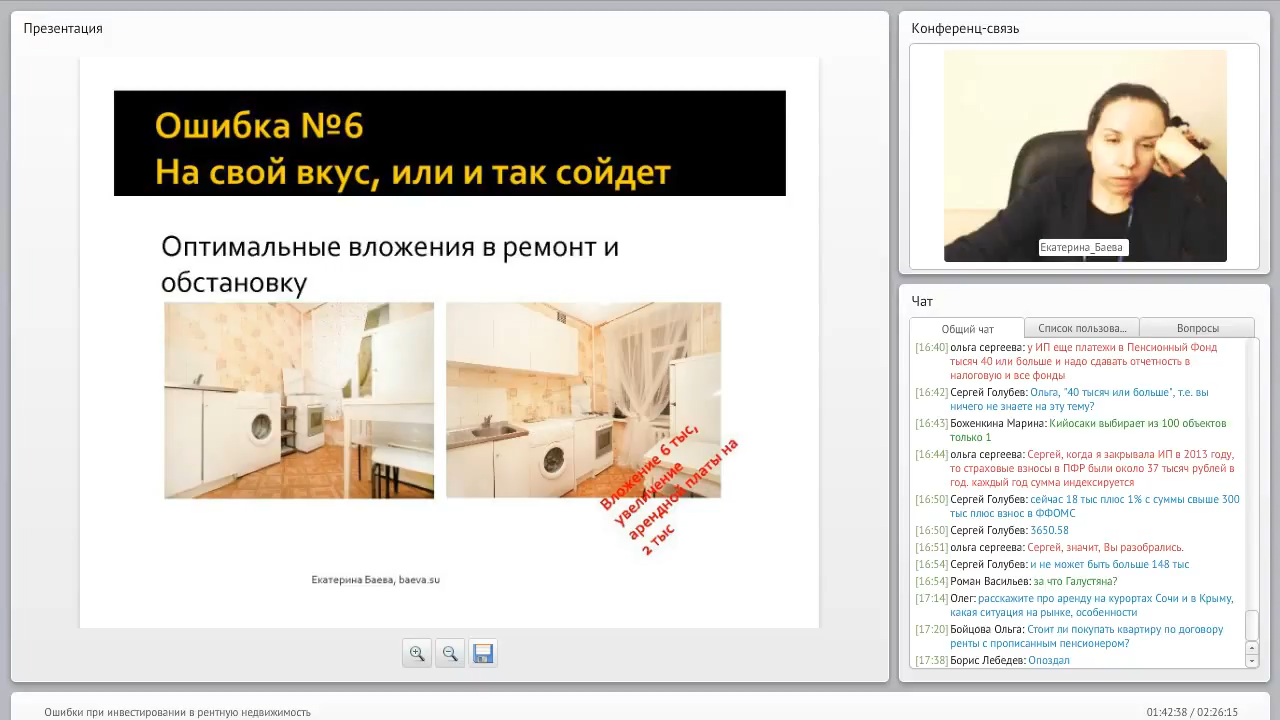 Презентация
Ошибка №6
На свой вкус, или и так сойдет
Оптимальные вложения в ремонт и
обстановку
Вложение 6 тыс,
увеличение
арендной платы на
2 тыс
Екатерина Баева, baeva.su
Конференц-связь
Екатерина_Баева
Чат
Общий чат
Список пользова...
Вопросы
[16:40] ольга сергеева: у ИП еще платежи в Пенсионный Фонд
тысяч 40 или больше и надо сдавать отчетность в
налоговую и все фонды
[16:42] Сергей Голубев: Ольга, "40 тысяч или больше", т.е. вы
ничего не знаете на эту тему?
[16:43] Боженкина Марина: Кийосаки выбирает из 100 объектов
только 1
[16:44] ольга сергеева: Сергей, когда я закрывала ИП в 2013 году,
то страховые взносы в ПФР были около 37 тысяч рублей в
год. каждый год сумма индексируется
[16:50] Сергей Голубев: сейчас 18 тыс плюс 1% с суммы свыше 300
тыс плюс взнос в ФФОМС
[16:50] Сергей Голубев: 3650.58
[16:51] ольга сергеева: Сергей, значит, Вы разобрались.
[16:54] Сергей Голубев: и не может быть больше 148 тыс
[16:54] Роман Васильев: за что Галустяна?
[17:14] Олег: расскажите про аренду на курортах Сочи и в Крыму,
какая ситуация на рынке, особенности
[17:20] Бойцова Ольга: Стоит ли покупать квартиру по договору
ренты с прописанным пенсионером?
[17:38] Борис Лебедев: Опоздал
Ошибки при инвестировании в рентную недвижимость
01:42:38 / 02:26:15